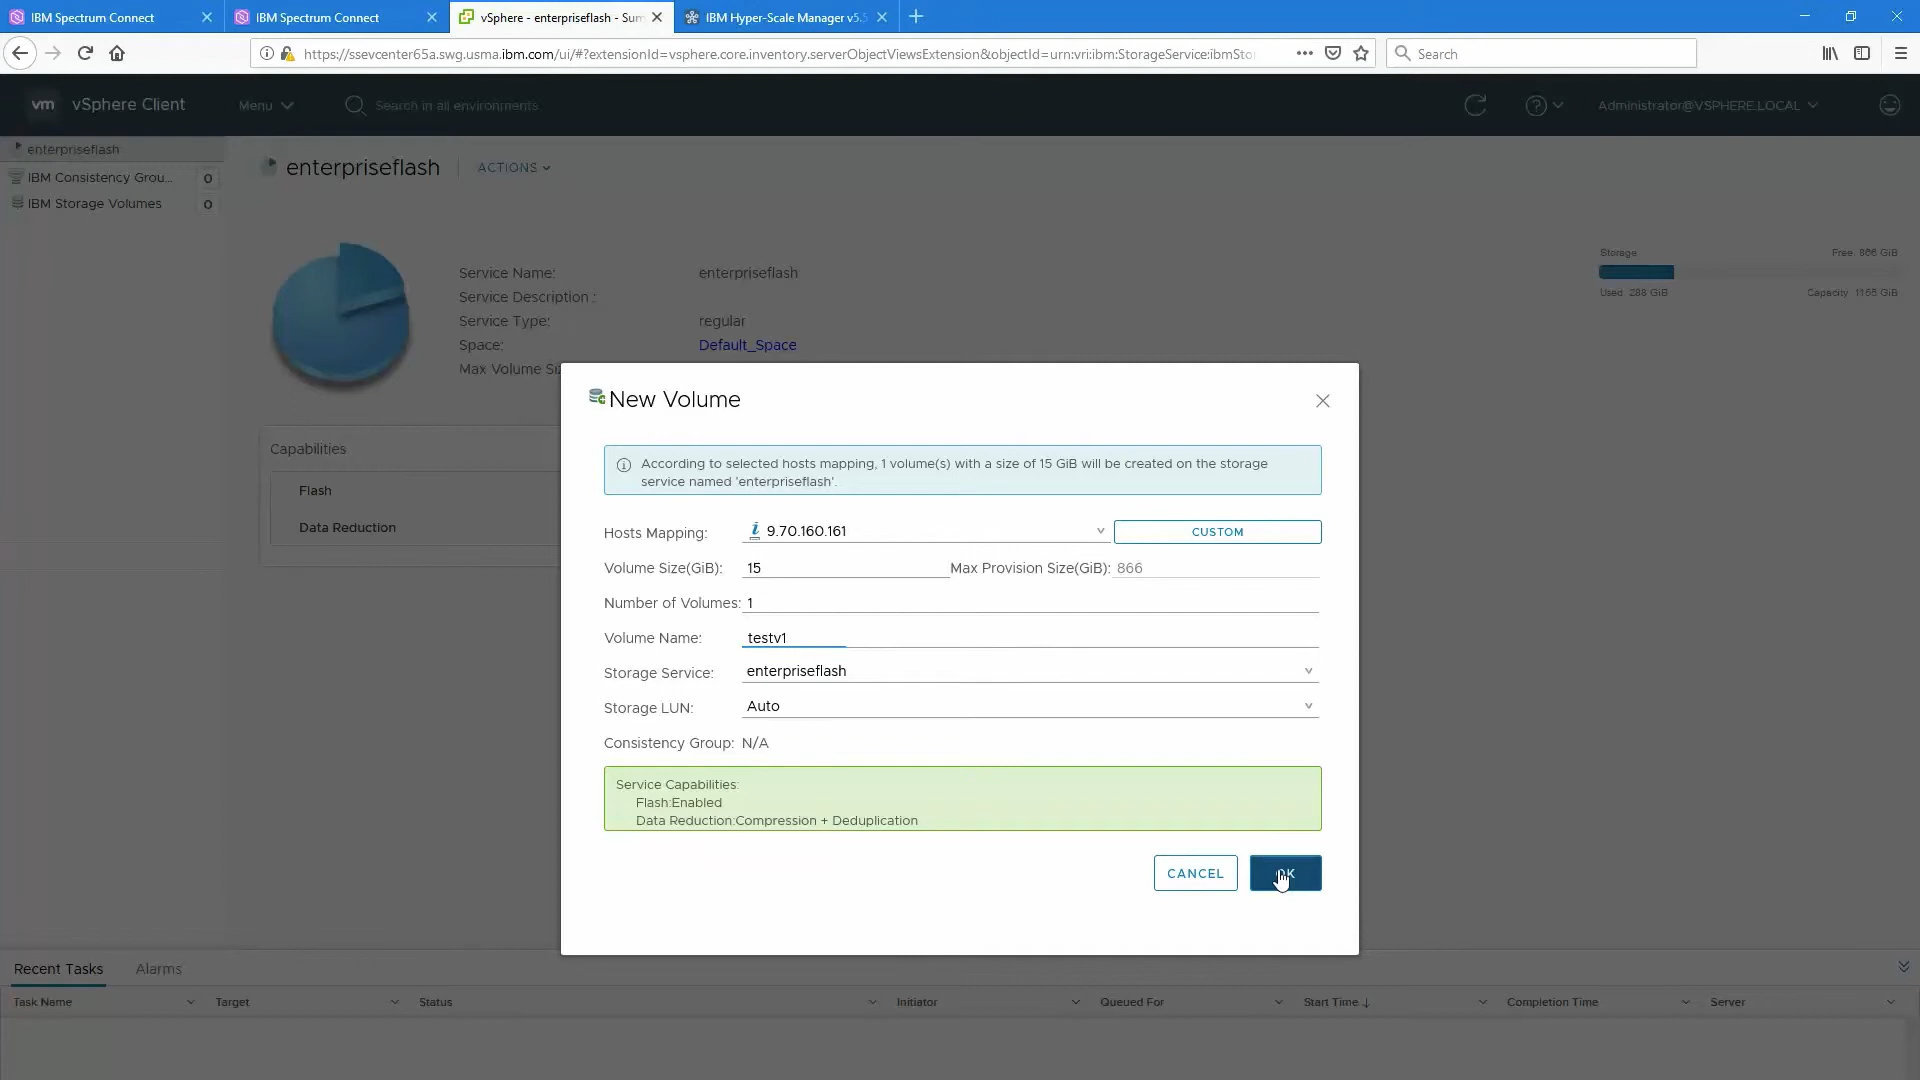 IBM Spectrum Connect
IBM Spectrum Connect
vSphere - enterpriseflash - Sum
IBM Hyper-Scale Manager v5.5
https://ssevcenter65a.swg.usma.ibm.com/ui/#?extensionId=vsphere.core.inventory.serverObjectViewsExtension&objectId=urn:vri:ibm:StorageService:ibmSto
Search
vm vSphere Client
Menu
Search in all environments
Administrator@VSPHERE.LOCAL
enterpriseflash
IBM Consistency Grou... 0
IBM Storage Volumes 0
enterpriseflash
ACTIONS
Storage Free: 866 GiB
Used: 288 GiB Capacity: 1155 GiB
Service Name: enterpriseflash
Service Description :
Service Type: regular
Space: Default_Space
Max Volume Siz
Capabilities
Flash
Data Reduction
New Volume
According to selected hosts mapping, 1 volume(s) with a size of 15 GiB will be created on the storage
service named 'enterpriseflash'.
Hosts Mapping: 9.70.160.161 CUSTOM
Volume Size(GiB): 15 Max Provision Size(GiB): 866
Number of Volumes: 1
Volume Name: testv1
Storage Service: enterpriseflash
Storage LUN: Auto
Consistency Group: N/A
Service Capabilities:
Flash:Enabled
Data Reduction:Compression + Deduplication
CANCEL OK
Recent Tasks Alarms
Task Name Target Status Initiator Queued For Start Time ↓ Completion Time Server